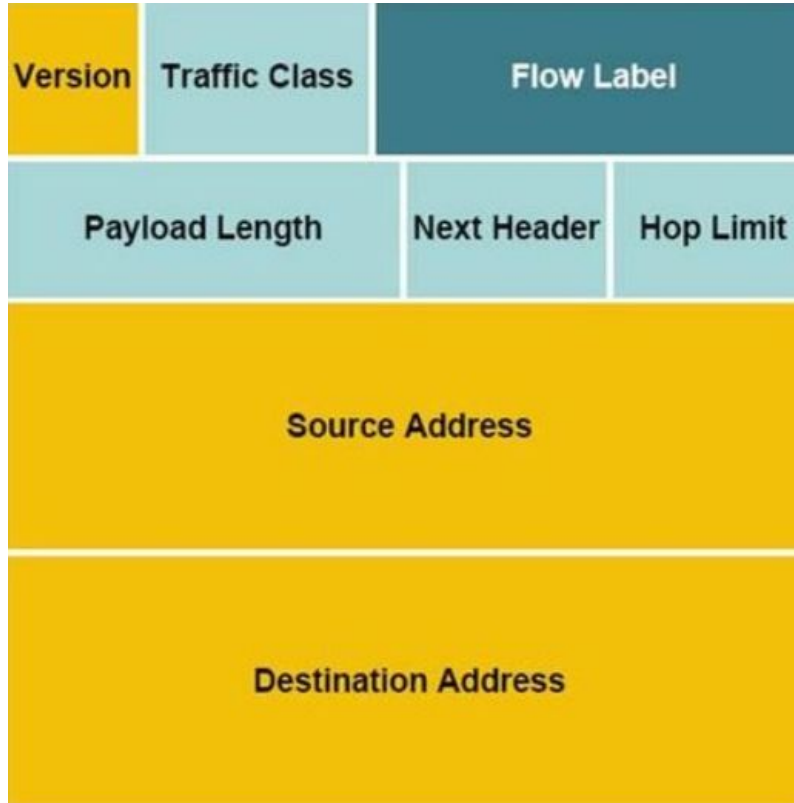 Version Traffic Class Flow Label
Payload Length Next Header Hop Limit
Source Address
Destination Address